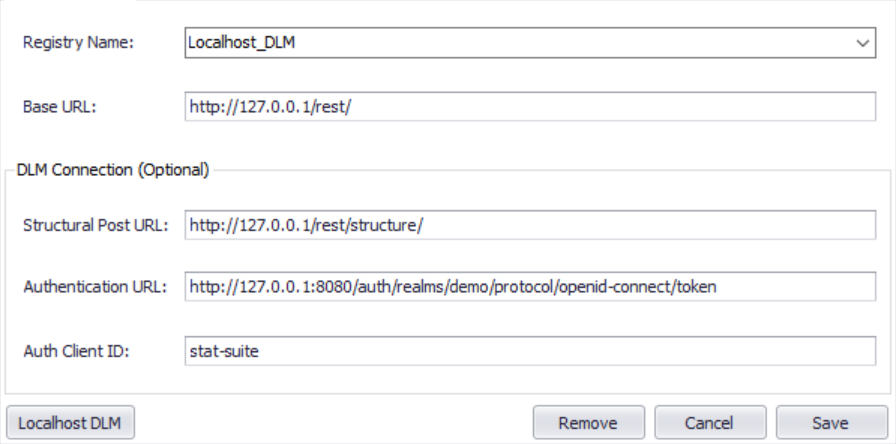 Registry Name: Localhost_DLM
Base URL: http://127.0.0.1/rest/
DLM Connection (Optional)
Structural Post URL: http://127.0.0.1/rest/structure/
Authentication URL: http://127.0.0.1:8080/auth/realms/demo/protocol/openid-connect/token
Auth Client ID: stat-suite
Localhost DLM Remove Cancel Save